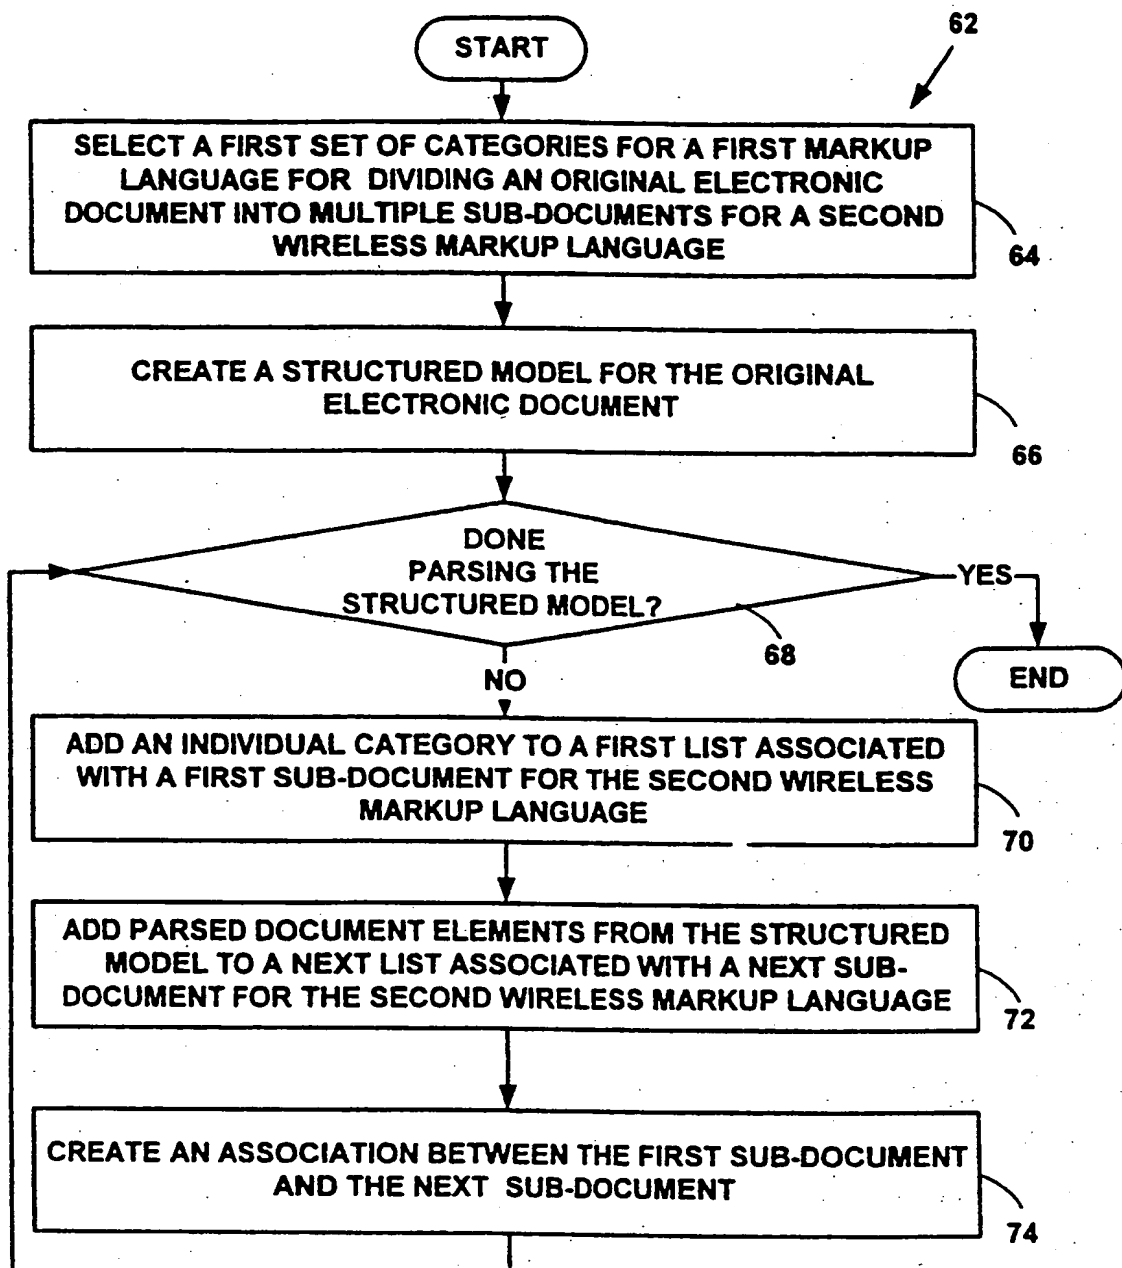 62
START
SELECT A FIRST SET OF CATEGORIES FOR A FIRST MARKUP
LANGUAGE FOR DIVIDING AN ORIGINAL ELECTRONIC
DOCUMENT INTO MULTIPLE SUB-DOCUMENTS FOR A SECOND
WIRELESS MARKUP LANGUAGE
64
CREATE A STRUCTURED MODEL FOR THE ORIGINAL
ELECTRONIC DOCUMENT
66
DONE
PARSING THE
STRUCTURED MODEL?
YES
68
END
NO
ADD AN INDIVIDUAL CATEGORY TO A FIRST LIST ASSOCIATED
WITH A FIRST SUB-DOCUMENT FOR THE SECOND WIRELESS
MARKUP LANGUAGE
70
ADD PARSED DOCUMENT ELEMENTS FROM THE STRUCTURED
MODEL TO A NEXT LIST ASSOCIATED WITH A NEXT SUB-
DOCUMENT FOR THE SECOND WIRELESS MARKUP LANGUAGE
72
CREATE AN ASSOCIATION BETWEEN THE FIRST SUB-DOCUMENT
AND THE NEXT SUB-DOCUMENT
74